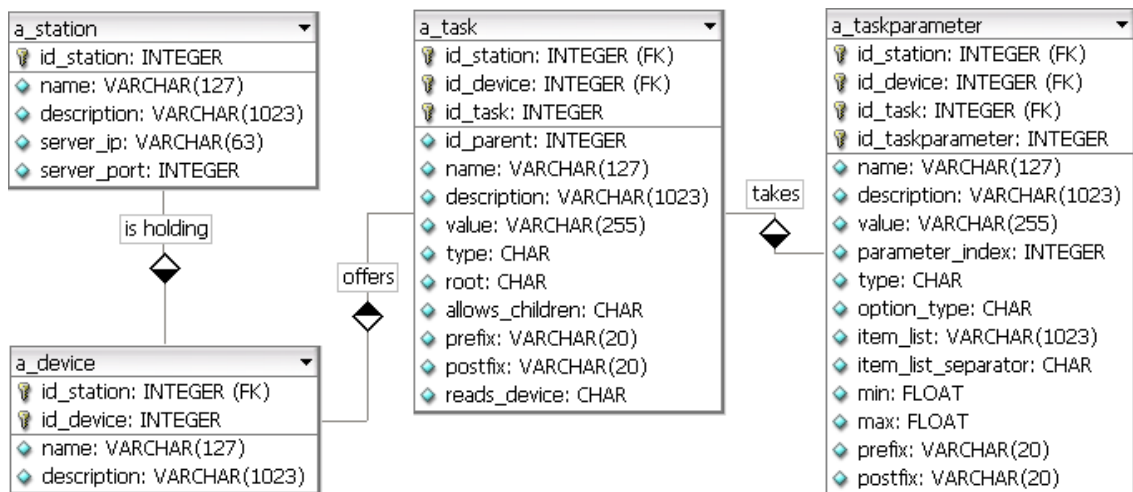 a_station
id_station: INTEGER
name: VARCHAR(127)
description: VARCHAR(1023)
server_ip: VARCHAR(63)
server_port: INTEGER
is holding
a_device
id_station: INTEGER (FK)
id_device: INTEGER
name: VARCHAR(127)
description: VARCHAR(1023)
offers
a_task
id_station: INTEGER (FK)
id_device: INTEGER (FK)
id_task: INTEGER
id_parent: INTEGER
name: VARCHAR(127)
description: VARCHAR(1023)
value: VARCHAR(255)
type: CHAR
root: CHAR
allows_children: CHAR
prefix: VARCHAR(20)
postfix: VARCHAR(20)
reads_device: CHAR
takes
a_taskparameter
id_station: INTEGER (FK)
id_device: INTEGER (FK)
id_task: INTEGER (FK)
id_taskparameter: INTEGER
name: VARCHAR(127)
description: VARCHAR(1023)
value: VARCHAR(255)
parameter_index: INTEGER
type: CHAR
option_type: CHAR
item_list: VARCHAR(1023)
item_list_separator: CHAR
min: FLOAT
max: FLOAT
prefix: VARCHAR(20)
postfix: VARCHAR(20)